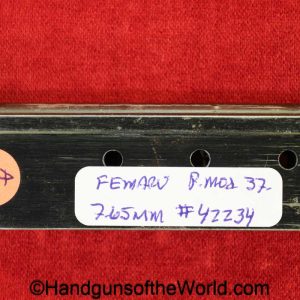 FEMARU P. MOD 37
7.65MM #42234
© HandgunsoftheWorld.com